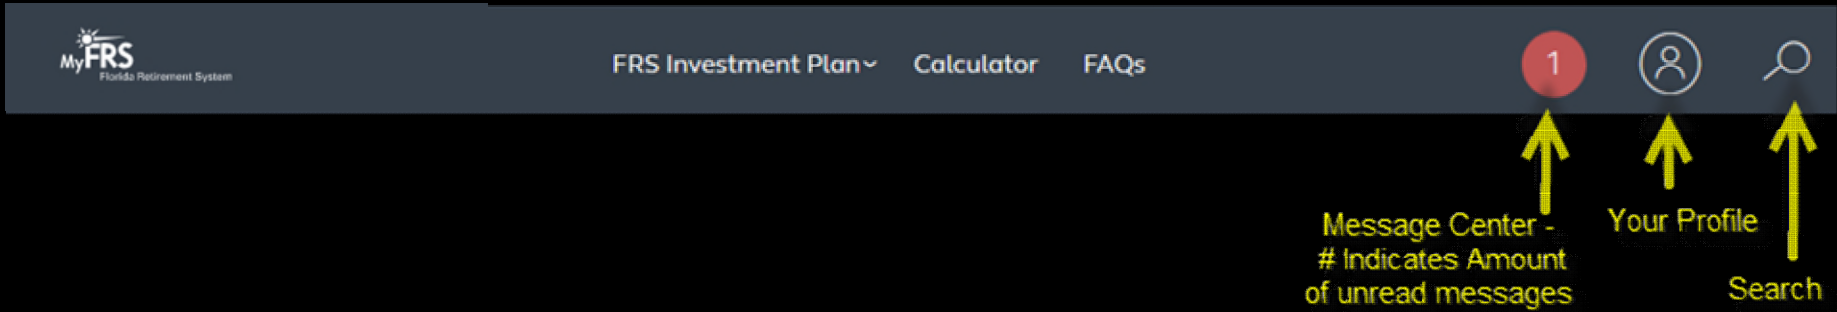 MyFRS
Florida Retirement System
FRS Investment Plan
Calculator
FAQs
1
Message Center -
# Indicates Amount
of unread messages
Your Profile
Search